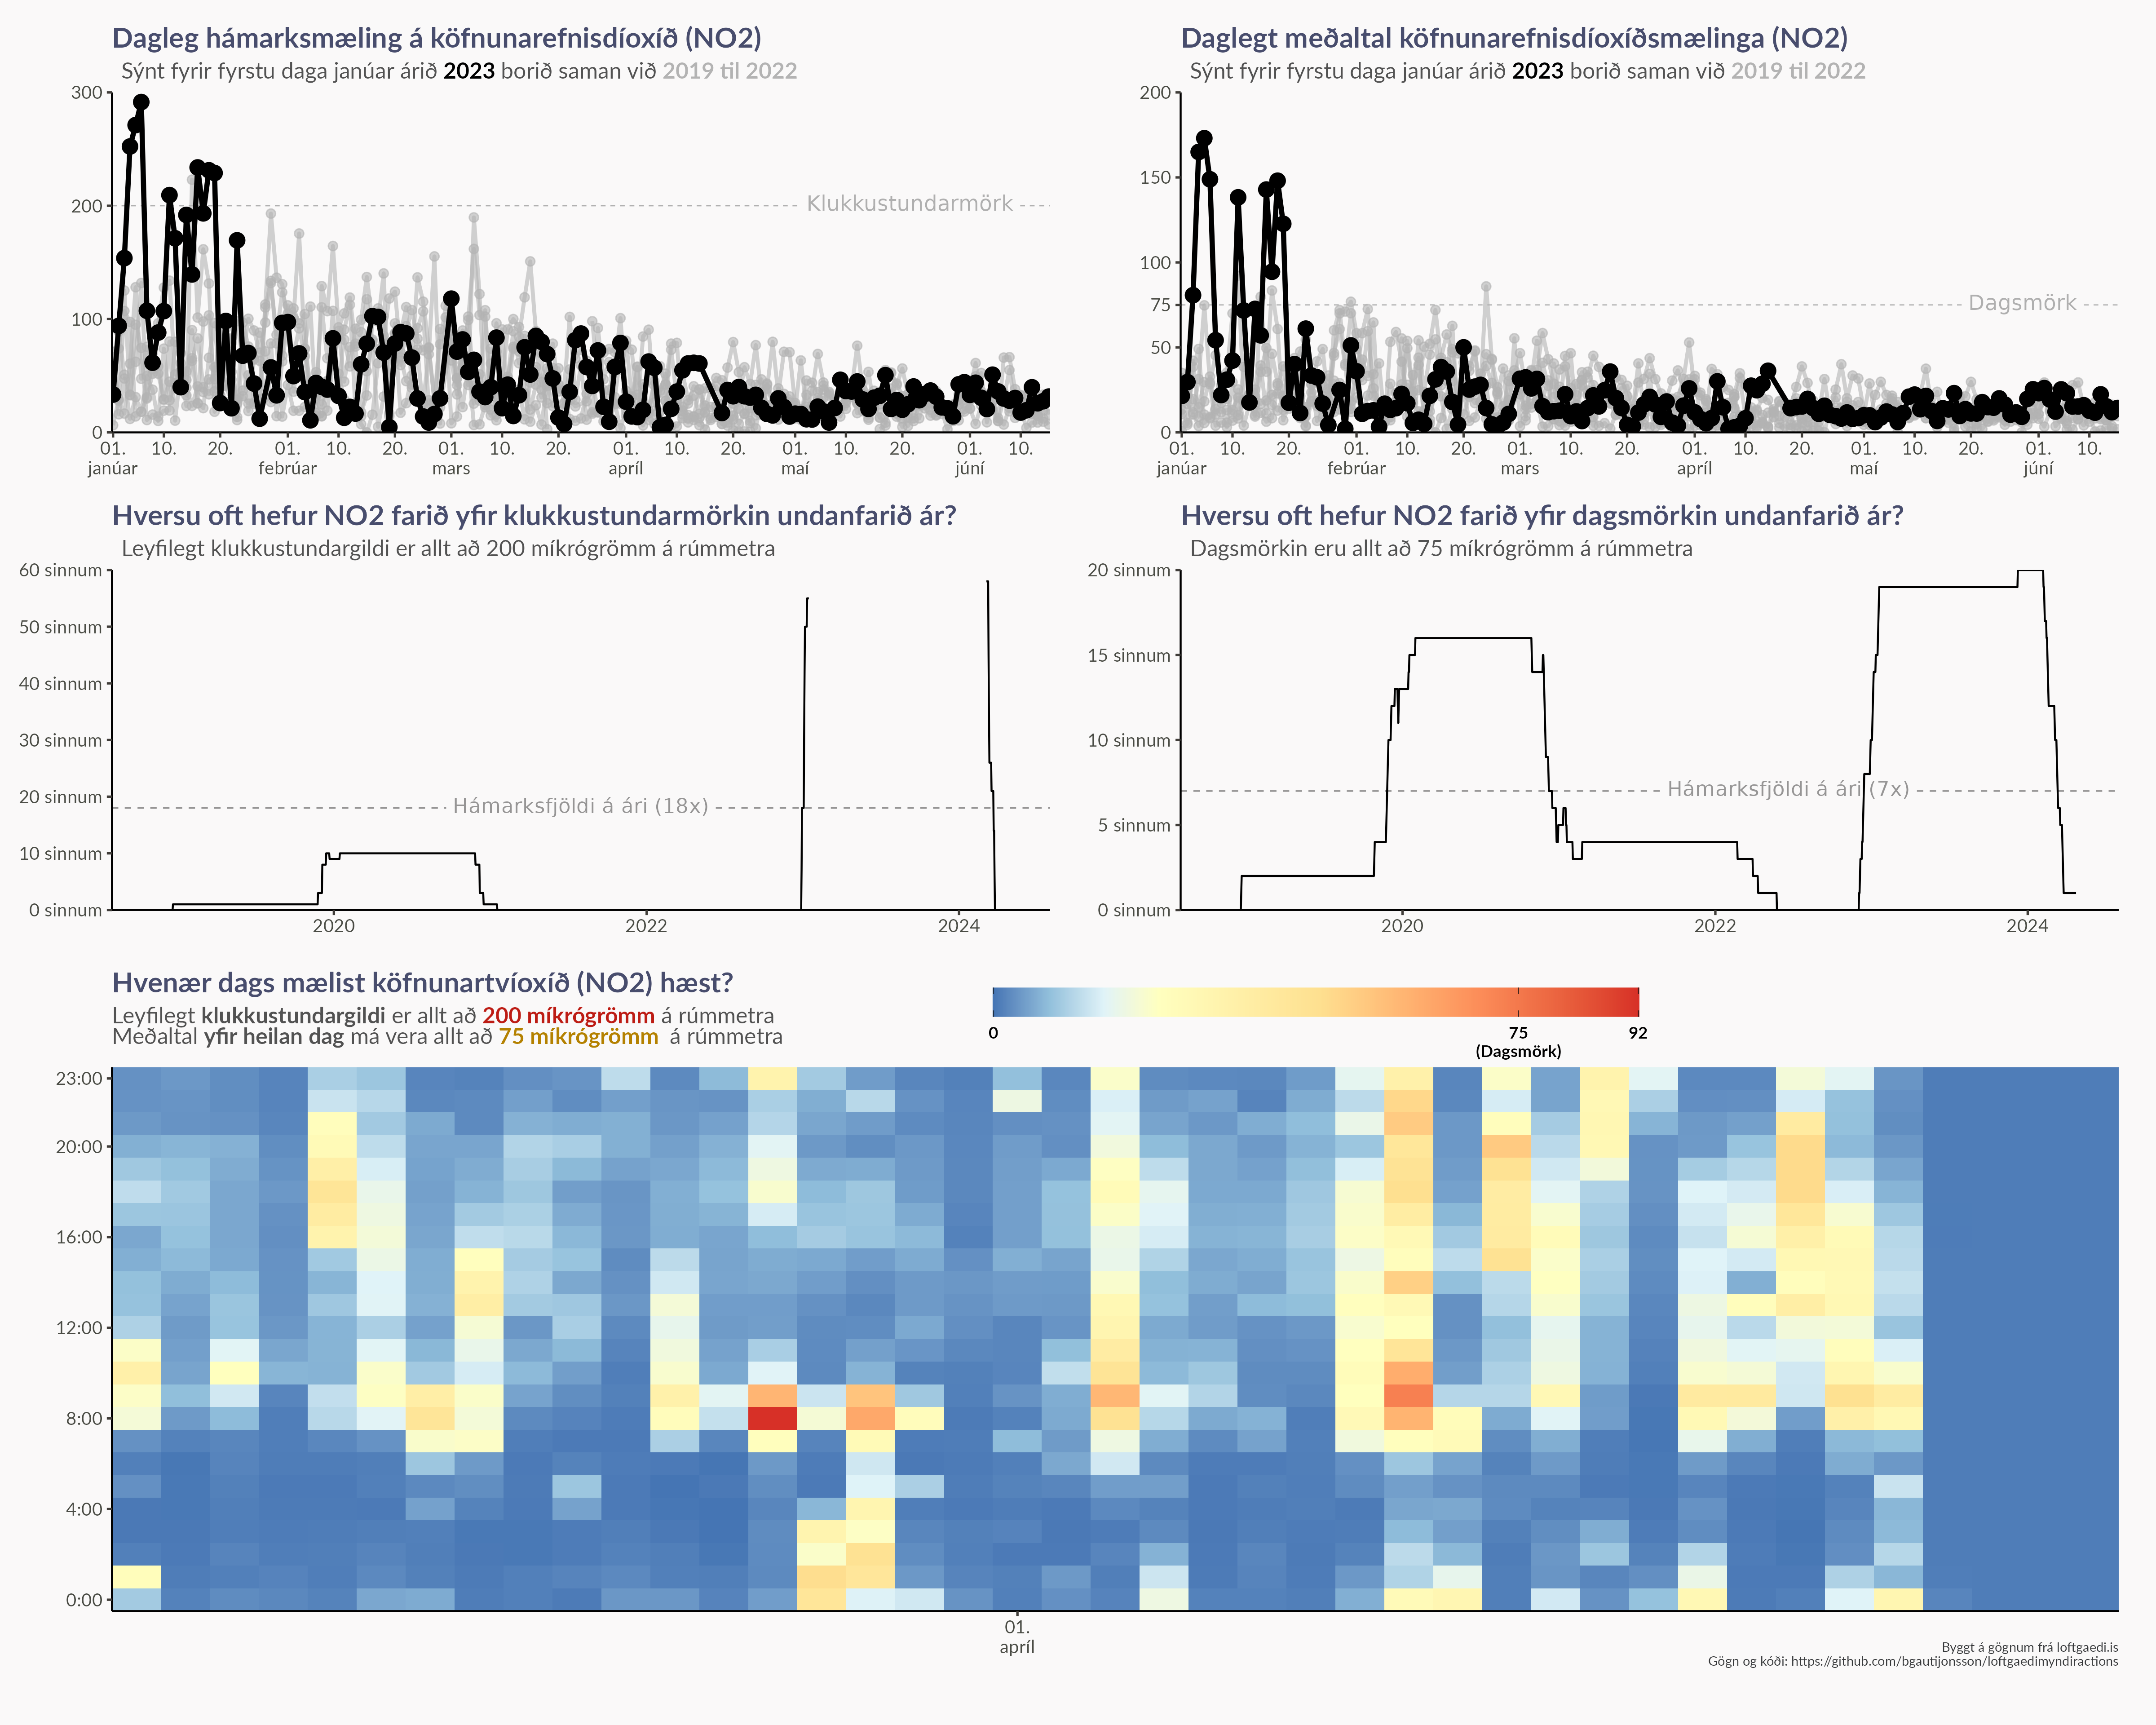 Dagleg hámarksmæling á köfnunarefnisdíoxíð (NO2)
Sýnt fyrir fyrstu daga janúar árið 2023 borið saman við 2019 til 2022
300
200
100
0
Klukkustundarmörk
01. 10. 20. 01. 10. 20. 01. 10. 20. 01. 10. 20. 01. 10. 20. 01. 10.
janúar febrúar mars apríl maí júní
Daglegt meðaltal köfnunarefnisdíoxíðsmælinga (NO2)
Sýnt fyrir fyrstu daga janúar árið 2023 borið saman við 2019 til 2022
200
150
100
75
50
0
Dagsmörk
01. 10. 20. 01. 10. 20. 01. 10. 20. 01. 10. 20. 01. 10. 20. 01. 10.
janúar febrúar mars apríl maí júní
Hversu oft hefur NO2 farið yfir klukkustundarmörkin undanfarið ár?
Leyfilegt klukkustundargildi er allt að 200 míkrógrömm á rúmmetra
60 sinnum
50 sinnum
40 sinnum
30 sinnum
20 sinnum
10 sinnum
0 sinnum
Hámarksfjöldi á ári (18x)
2020 2022 2024
Hversu oft hefur NO2 farið yfir dagsmörkin undanfarið ár?
Dagsmörkin eru allt að 75 míkrógrömm á rúmmetra
20 sinnum
15 sinnum
10 sinnum
5 sinnum
0 sinnum
Hámarksfjöldi á ári (7x)
2020 2022 2024
Hvenær dags mælist köfnunartvíoxíð (NO2) hæst?
Leyfilegt klukkustundargildi er allt að 200 míkrógrömm á rúmmetra
Meðaltal yfir heilan dag má vera allt að 75 míkrógrömm á rúmmetra
0 75 92
(Dagsmörk)
23:00
20:00
16:00
12:00
8:00
4:00
0:00
01.
apríl
Byggt á gögnum frá loftgaedi.is
Gögn og kóði: https://github.com/bgautijonsson/loftgaedimyndiractions